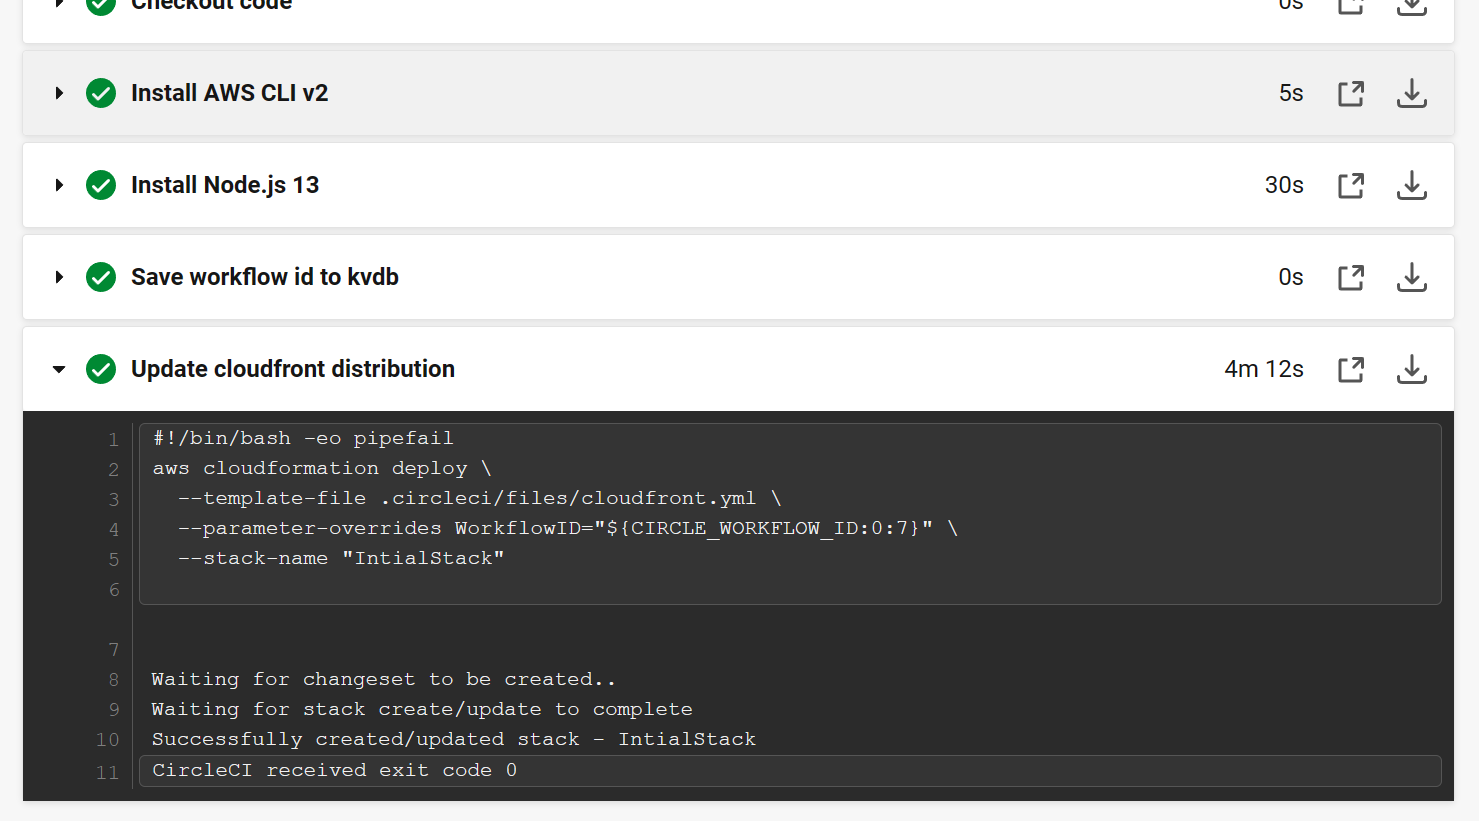 Checkout code 0s
Install AWS CLI v2 5s
Install Node.js 13 30s
Save workflow id to kvdb 0s
Update cloudfront distribution 4m 12s
1 #!/bin/bash -eo pipefail
2 aws cloudformation deploy \
3 --template-file .circleci/files/cloudfront.yml \
4 --parameter-overrides WorkflowID="${CIRCLE_WORKFLOW_ID:0:7}" \
5 --stack-name "IntialStack"
6
7
8 Waiting for changeset to be created..
9 Waiting for stack create/update to complete
10 Successfully created/updated stack - IntialStack
11 CircleCI received exit code 0